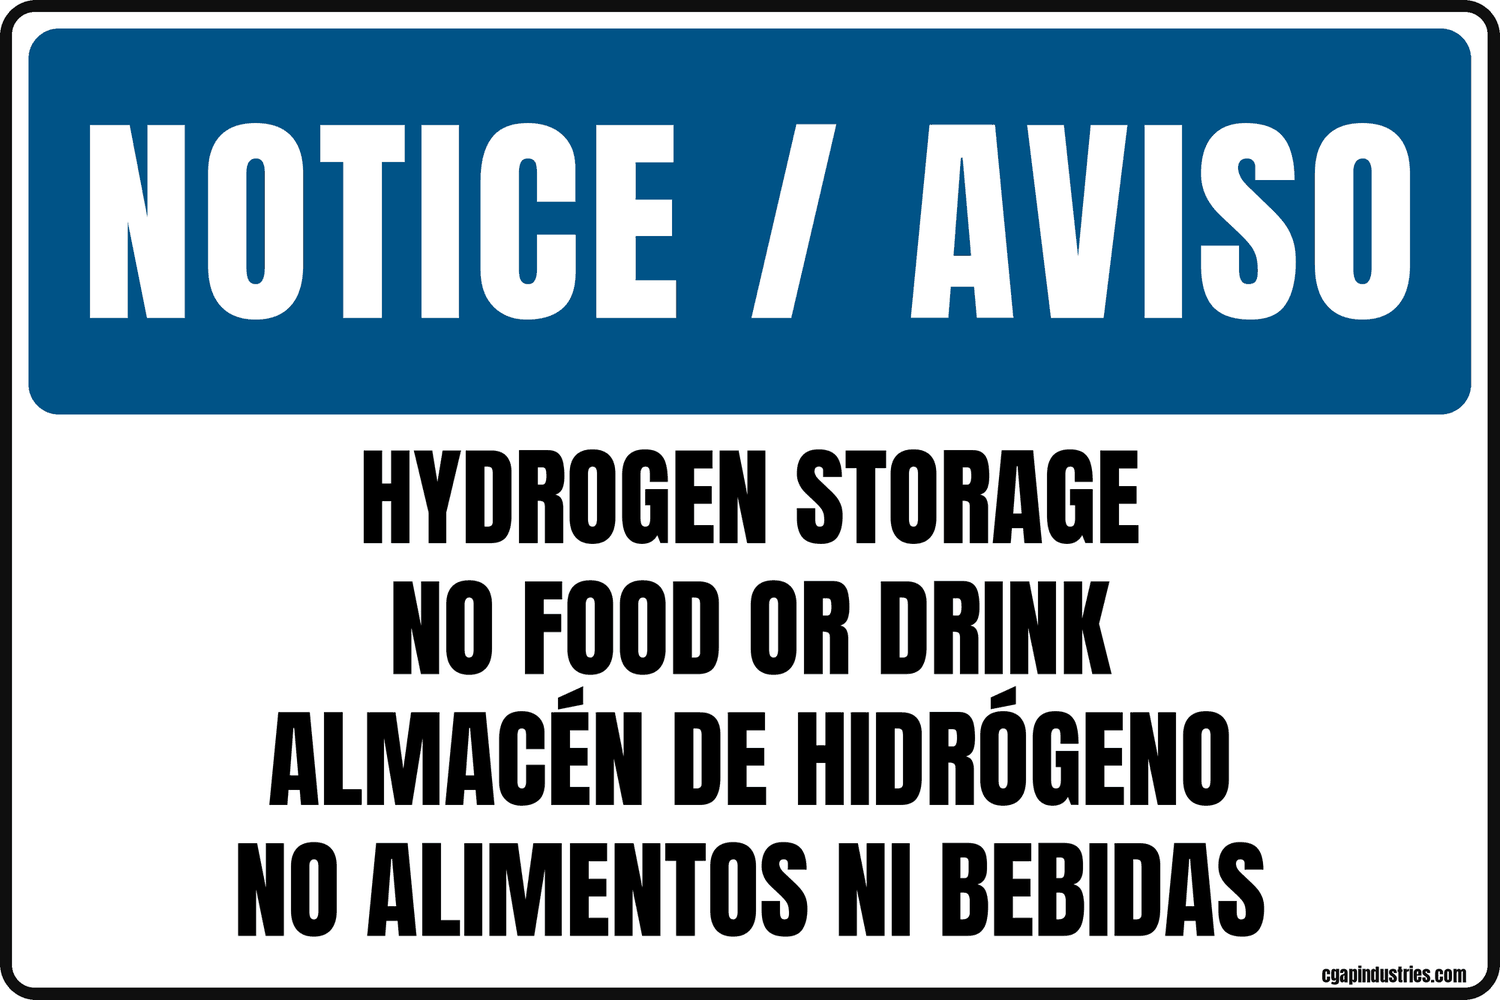 NOTICE / AVISO
HYDROGEN STORAGE
NO FOOD OR DRINK
ALMACÉN DE HIDRÓGENO
NO ALIMENTOS NI BEBIDAS
cgapindustries.com